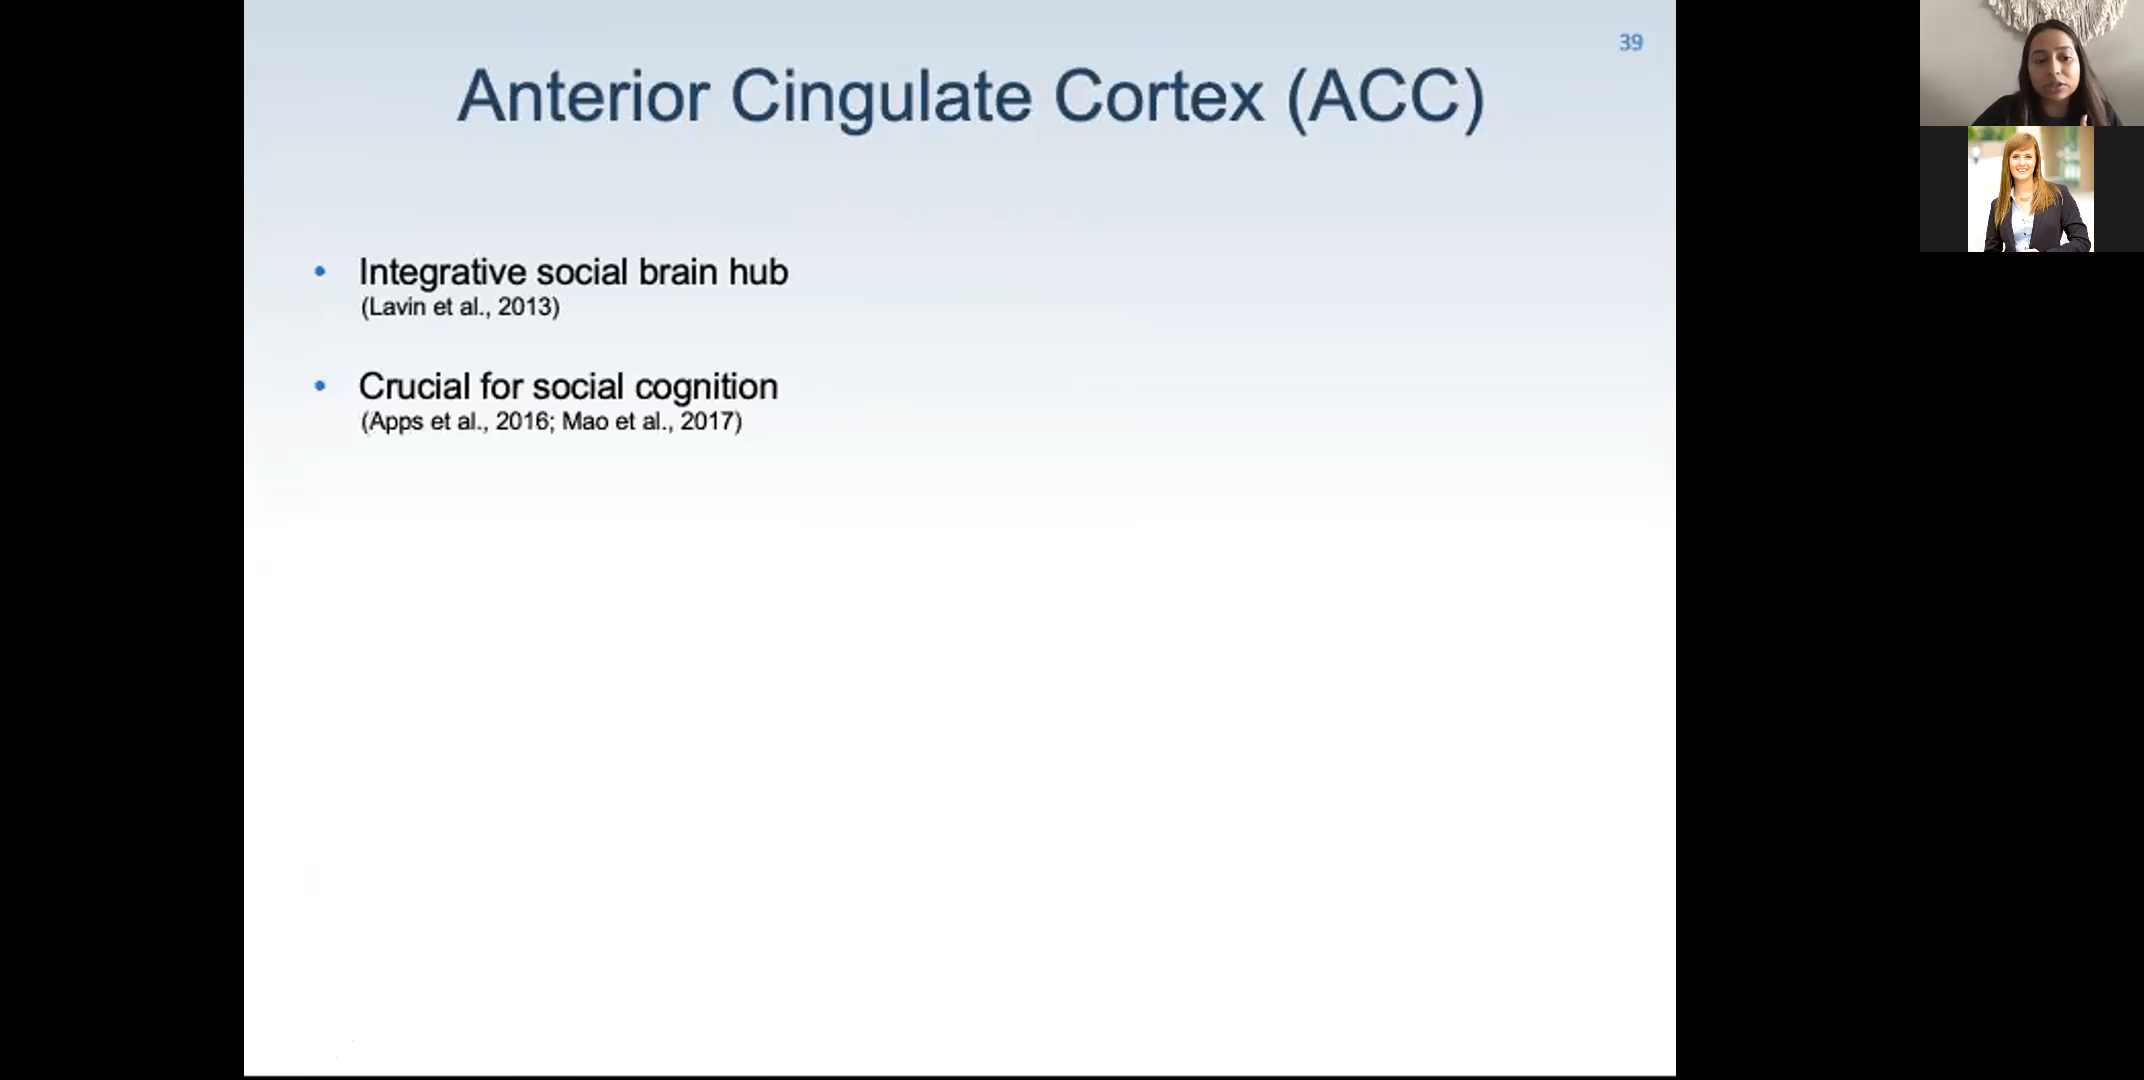 39
Anterior Cingulate Cortex (ACC)
• Integrative social brain hub
(Lavin et al., 2013)
• Crucial for social cognition
(Apps et al., 2016; Mao et al., 2017)